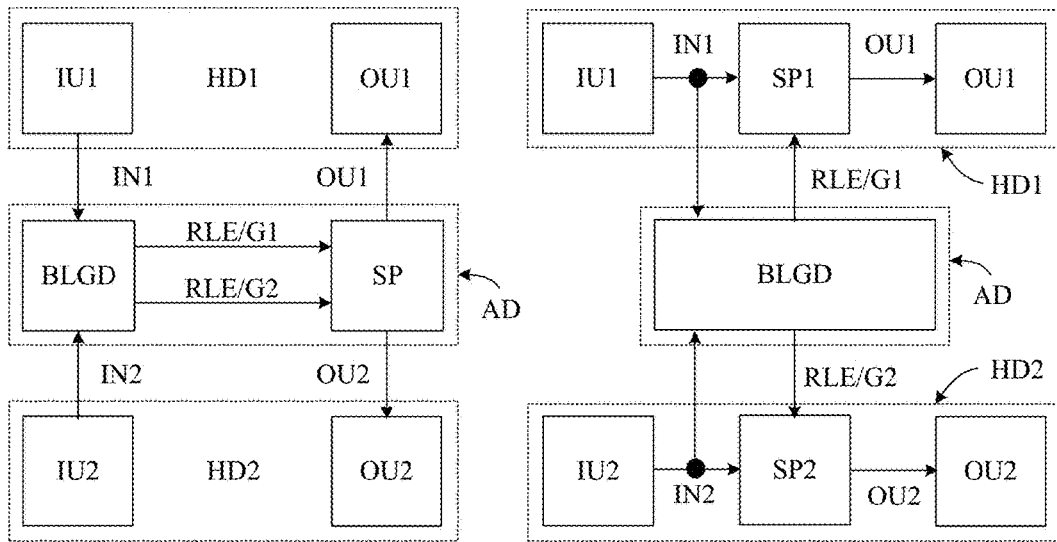 IU1 HD1 OU1
IN1 OU1
BLGD RLE/G1 SP
RLE/G2
AD
IN2 OU2
IU2 HD2 OU2
IU1 IN1 SP1 OU1 OU1
RLE/G1 HD1
BLGD
AD
RLE/G2 HD2
IU2 IN2 SP2 OU2 OU2